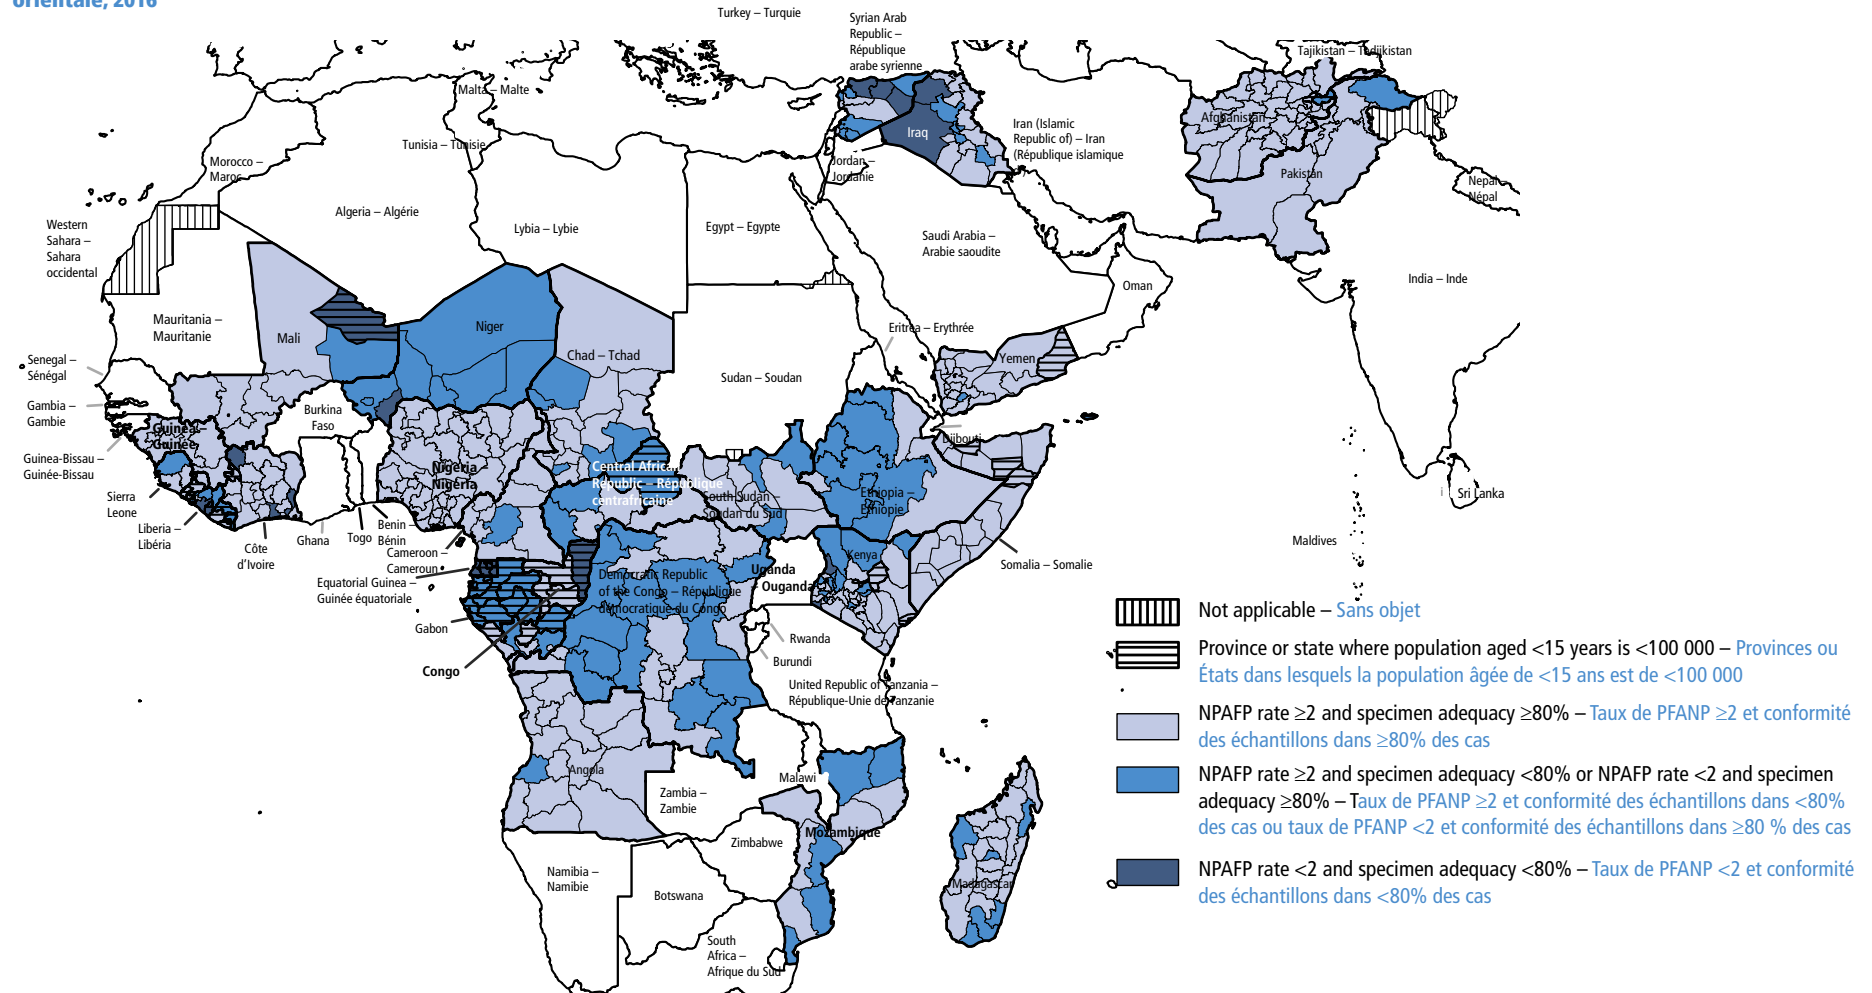 orientale, 2016
Turkey – Turquie
Syrian Arab
Republic –
République
arabe syrienne
Tajikistan – Tadjikistan
Malta – Malte
Afghanistan
Iraq
Iran (Islamic
Republic of) – Iran
(République islamique
Tunisia – Tunisie
Morocco –
Maroc
Jordan –
Jordanie
Pakistan
Nepal –
Népal
Algeria – Algérie
Western
Sahara –
Sahara
occidental
Lybia – Lybie
Egypt – Egypte
Saudi Arabia –
Arabie saoudite
India – Inde
Oman
Mauritania –
Mauritanie
Mali
Niger
Eritrea – Erythrée
Chad – Tchad
Yemen
Senegal –
Sénégal
Sudan – Soudan
Gambia –
Gambie
Burkina
Faso
Guinea –
Guinée
Djibouti
Guinea-Bissau –
Guinée-Bissau
Nigeria –
Nigéria
Central African
Republic – République
centrafricaine
South Sudan –
Soudan du Sud
Ethiopia –
Ethiopie
Sri Lanka
Sierra
Leone
Liberia –
Libéria
Côte
d’Ivoire
Ghana
Togo
Benin –
Bénin
Cameroon –
Cameroun
Maldives
Kenya
Somalia – Somalie
Uganda
– Ouganda
Equatorial Guinea –
Guinée équatoriale
Democratic Republic
of the Congo – République
démocratique du Congo
Gabon
Rwanda
Congo
Burundi
United Republic of Tanzania –
République-Unie de Tanzanie
Angola
Malawi
Zambia –
Zambie
Mozambique
Zimbabwe
Namibia –
Namibie
Botswana
Madagascar
South
Africa –
Afrique du Sud
Not applicable – Sans objet
Province or state where population aged <15 years is <100 000 – Provinces ou
États dans lesquels la population âgée de <15 ans est de <100 000
NPAFP rate ≥2 and specimen adequacy ≥80% – Taux de PFANP ≥2 et conformité
des échantillons dans ≥80% des cas
NPAFP rate ≥2 and specimen adequacy <80% or NPAFP rate <2 and specimen
adequacy ≥80% – Taux de PFANP ≥2 et conformité des échantillons dans <80%
des cas ou taux de PFANP <2 et conformité des échantillons dans ≥80 % des cas
NPAFP rate <2 and specimen adequacy <80% – Taux de PFANP <2 et conformité
des échantillons dans <80% des cas